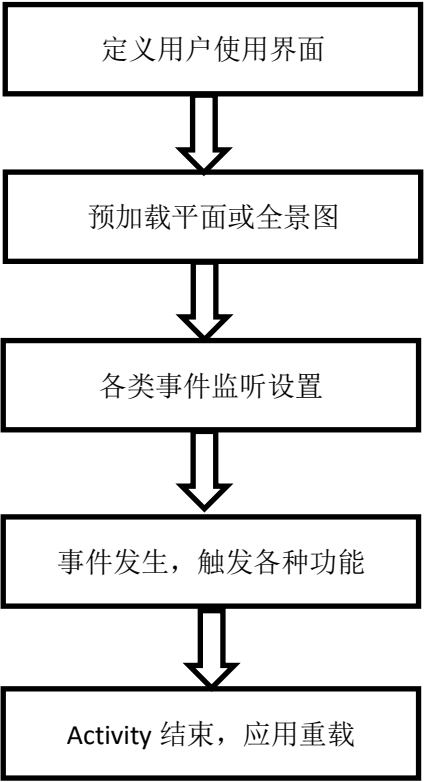 定义用户使用界面
预加载平面或全景图
各类事件监听设置
事件发生，触发各种功能
Activity 结束，应用重载